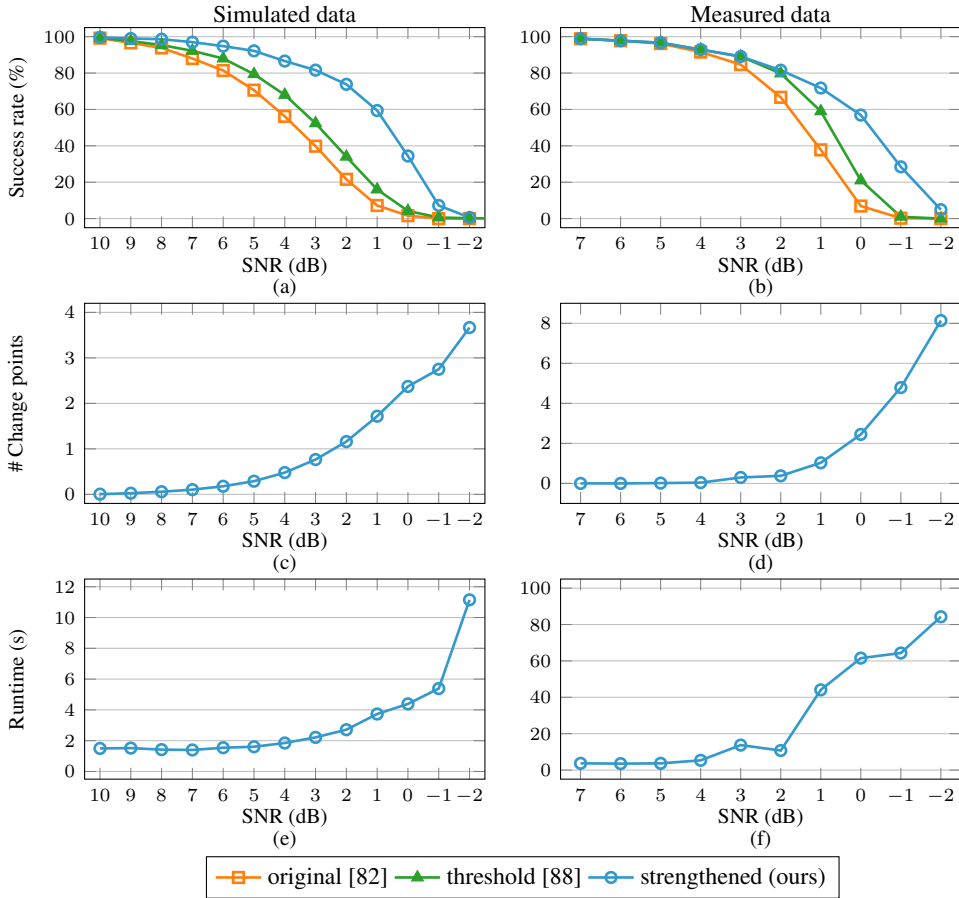 Simulated data
Measured data
Success rate (%)
100
80
60
40
20
0
10 9 8 7 6 5 4 3 2 1 0 −1 −2
SNR (dB)
(a)
100
80
60
40
20
0
7 6 5 4 3 2 1 0 −1 −2
SNR (dB)
(b)
# Change points
4
3
2
1
0
10 9 8 7 6 5 4 3 2 1 0 −1 −2
SNR (dB)
(c)
8
6
4
2
0
7 6 5 4 3 2 1 0 −1 −2
SNR (dB)
(d)
Runtime (s)
12
10
8
6
4
2
0
10 9 8 7 6 5 4 3 2 1 0 −1 −2
SNR (dB)
(e)
100
80
60
40
20
0
7 6 5 4 3 2 1 0 −1 −2
SNR (dB)
(f)
original [82] threshold [88] strengthened (ours)